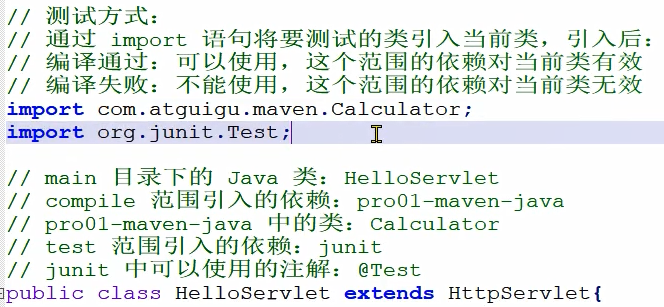 // 测试方式：
// 通过 import 语句将要测试的类引入当前类，引入后：
// 编译通过：可以使用，这个范围的依赖对当前类有效
// 编译失败：不能使用，这个范围的依赖对当前类无效
import com.atguigu.maven.Calculator;
import org.junit.Test;
// main 目录下的 Java 类：HelloServlet
// compile 范围引入的依赖：pro01-maven-java
// pro01-maven-java 中的类：Calculator
// test 范围引入的依赖：junit
// junit 中可以使用的注解：@Test
public class HelloServlet extends HttpServlet{